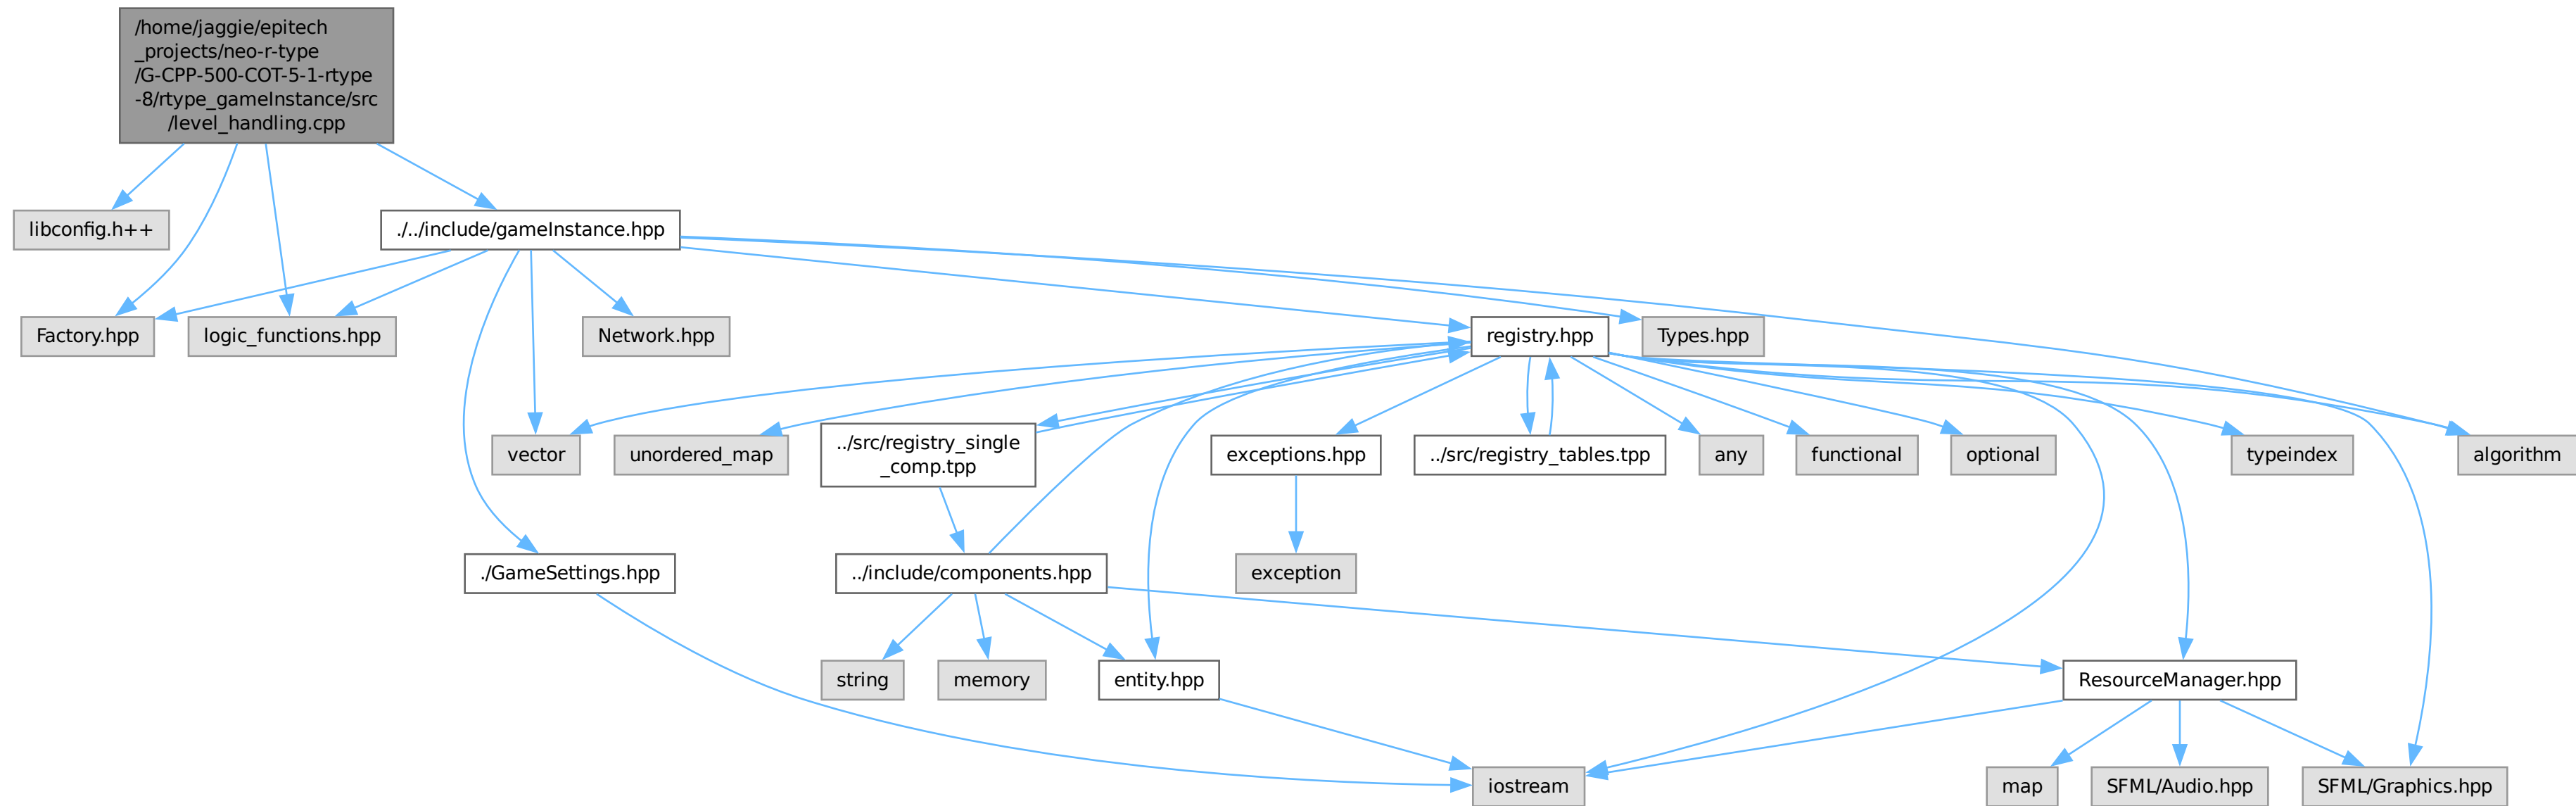 /home/jaggie/epitech
_projects/neo-r-type
/G-CPP-500-COT-5-1-rtype
-8/rtype_gameInstance/src
/level_handling.cpp
libconfig.h++
./../include/gameInstance.hpp
Factory.hpp
logic_functions.hpp
Network.hpp
registry.hpp
Types.hpp
vector
unordered_map
../src/registry_single
_comp.tpp
exceptions.hpp
../src/registry_tables.tpp
any
functional
optional
typeindex
algorithm
./GameSettings.hpp
../include/components.hpp
exception
string
memory
entity.hpp
ResourceManager.hpp
iostream
map
SFML/Audio.hpp
SFML/Graphics.hpp